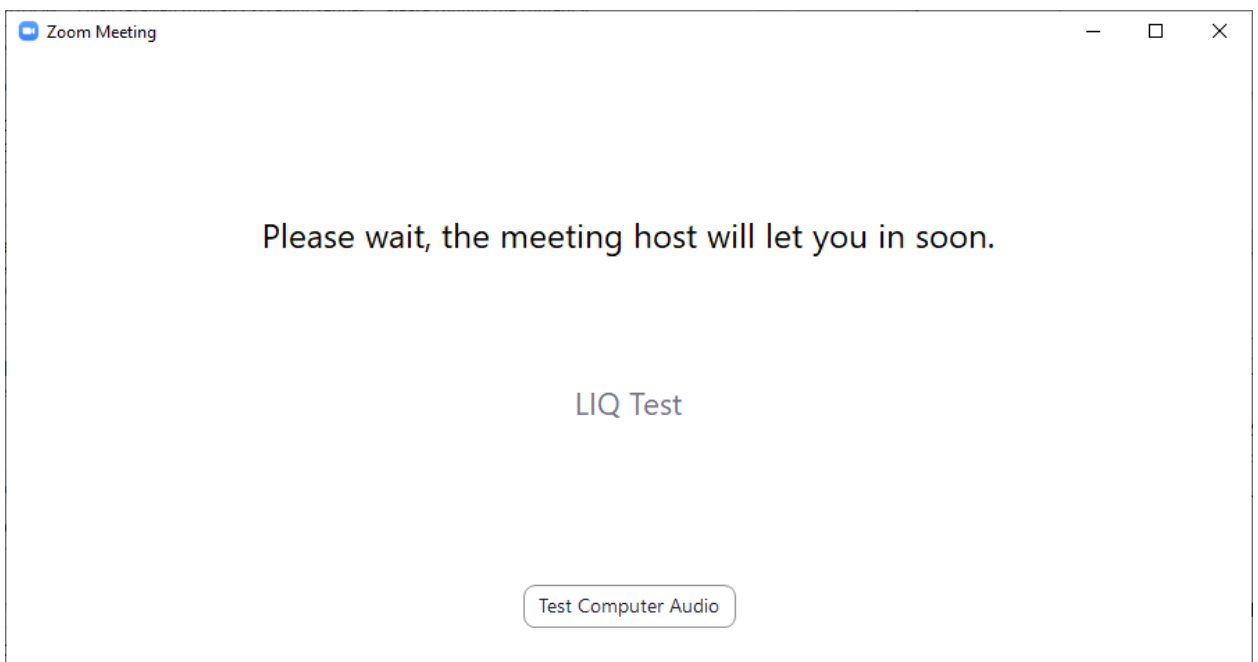 Zoom Meeting
Please wait, the meeting host will let you in soon.
LIQ Test
Test Computer Audio